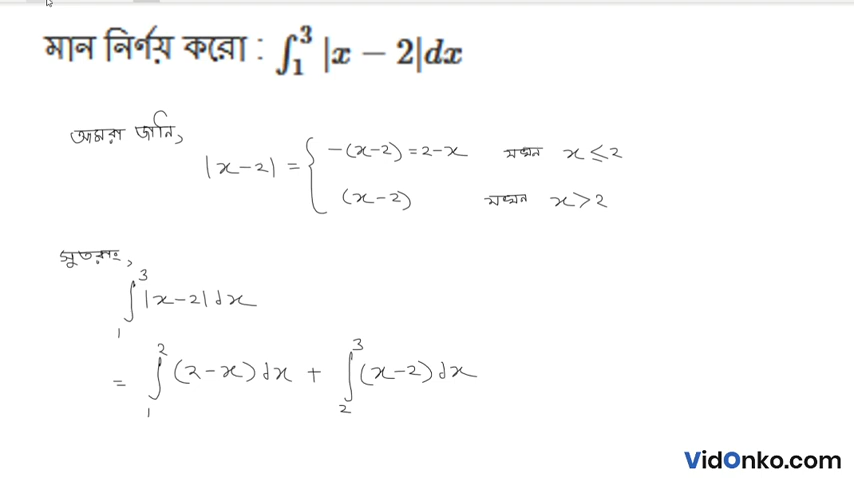 মান নির্ণয় করো : ∫₁³ |x − 2|dx
আমরা জানি,
|x-2| = { -(x-2) = 2-x যখন x ≤ 2
(x-2) যখন x > 2
সুতরাং,
∫₁³ |x-2| dx
= ∫₁² (2-x) dx + ∫₂³ (x-2) dx
VidOnko.com